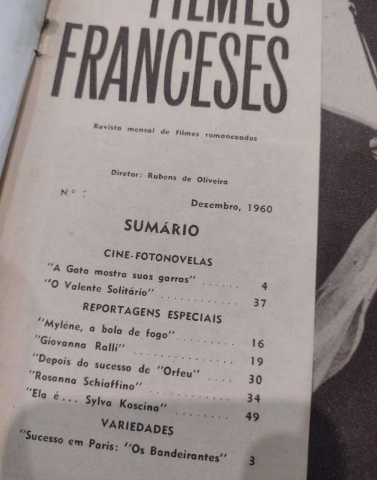 FILMES
FRANCESES
Revista mensal de filmes romanceados
Diretor: Rubens de Oliveira
N.º
Dezembro, 1960
SUMÁRIO
CINE-FOTONOVELAS
"A Gata mostra suas garras" ...... 4
"O Valente Solitário" ............ 37
REPORTAGENS ESPECIAIS
"Mylène, a bola de fogo" ......... 16
"Giovanna Ralli" ................. 19
"Depois do sucesso de "Orfeu" .... 30
"Rosanna Schiaffino" ............. 34
"Ela é... Sylva Koscina" ......... 49
VARIEDADES
"Sucesso em Paris: "Os Bandeirantes" 3